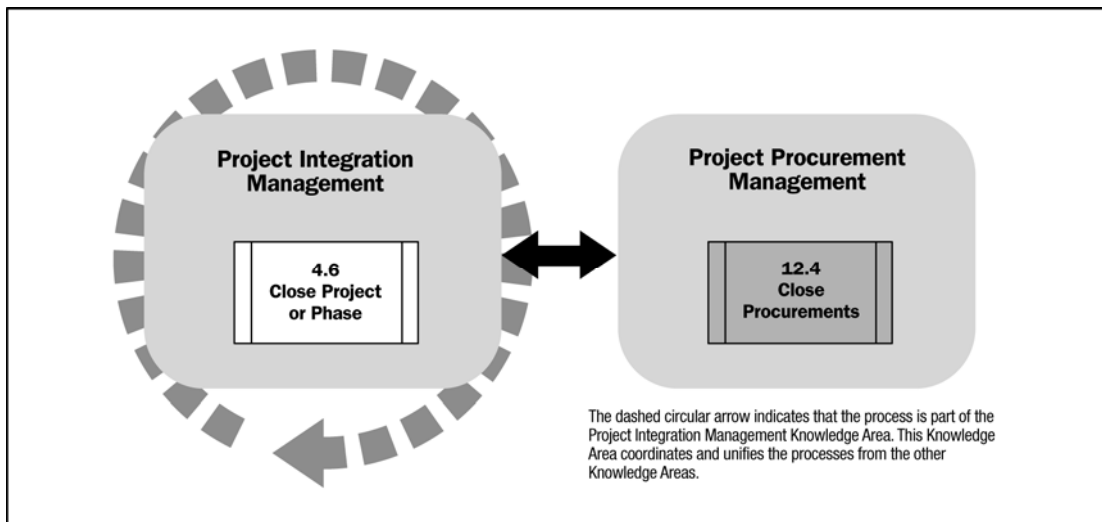 Project Integration
Management
4.6
Close Project
or Phase
Project Procurement
Management
12.4
Close
Procurements
The dashed circular arrow indicates that the process is part of the
Project Integration Management Knowledge Area. This Knowledge
Area coordinates and unifies the processes from the other
Knowledge Areas.